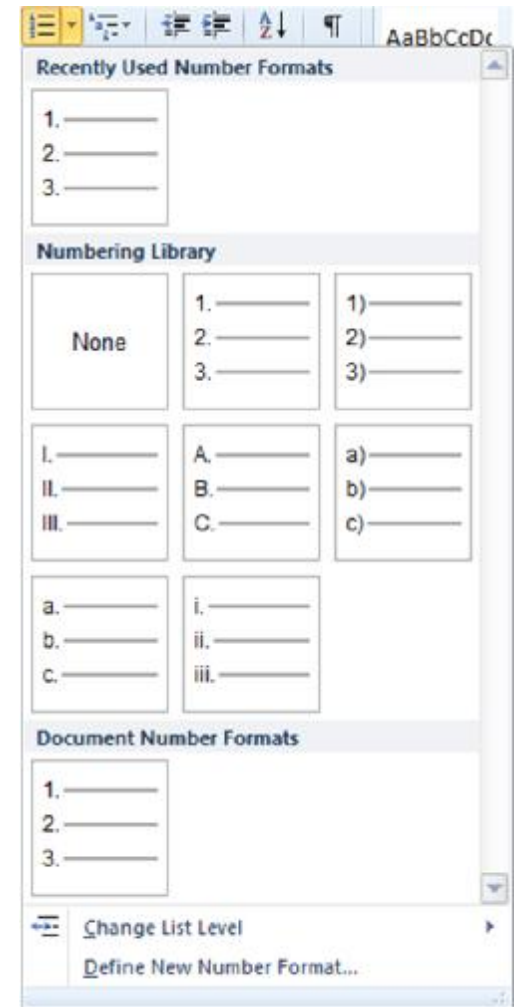 AaBbCcDc
Recently Used Number Formats
1.
2.
3.
Numbering Library
None
1.
2.
3.
1)
2)
3)
I.
II.
III.
A.
B.
C.
a)
b)
c)
a.
b.
c.
i.
ii.
iii.
Document Number Formats
1.
2.
3.
Change List Level
Define New Number Format...